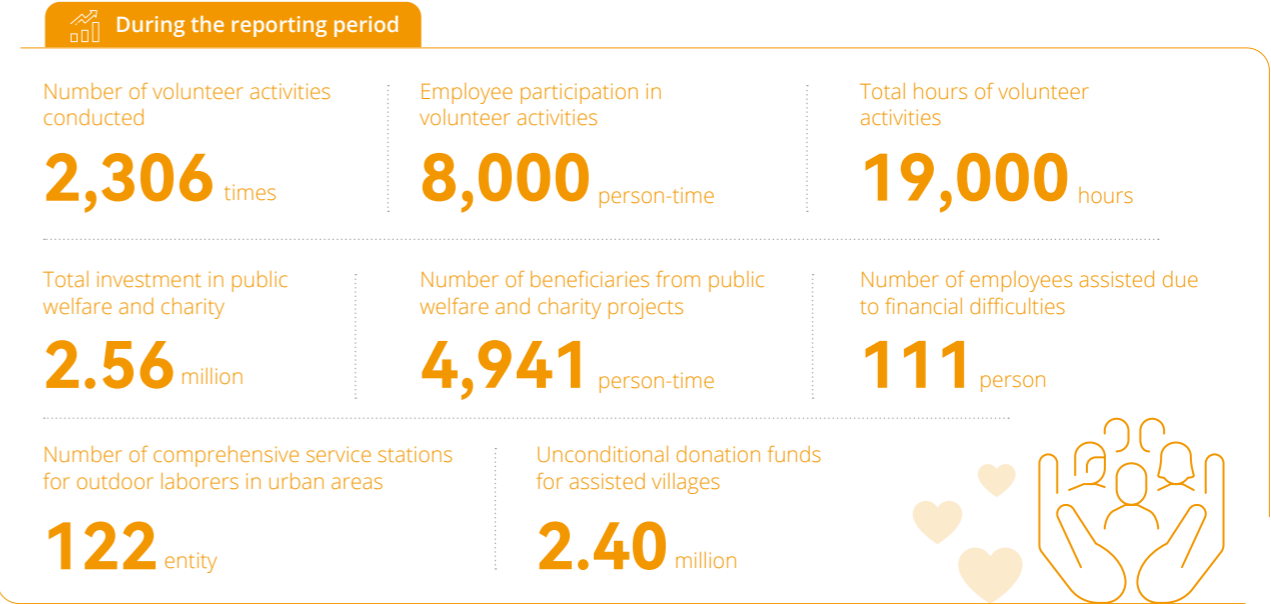 During the reporting period
Number of volunteer activities
conducted
2,306 times
Employee participation in
volunteer activities
8,000 person-time
Total hours of volunteer
activities
19,000 hours
Total investment in public
welfare and charity
2.56 million
Number of beneficiaries from public
welfare and charity projects
4,941 person-time
Number of employees assisted due
to financial difficulties
111 person
Number of comprehensive service stations
for outdoor laborers in urban areas
122 entity
Unconditional donation funds
for assisted villages
2.40 million